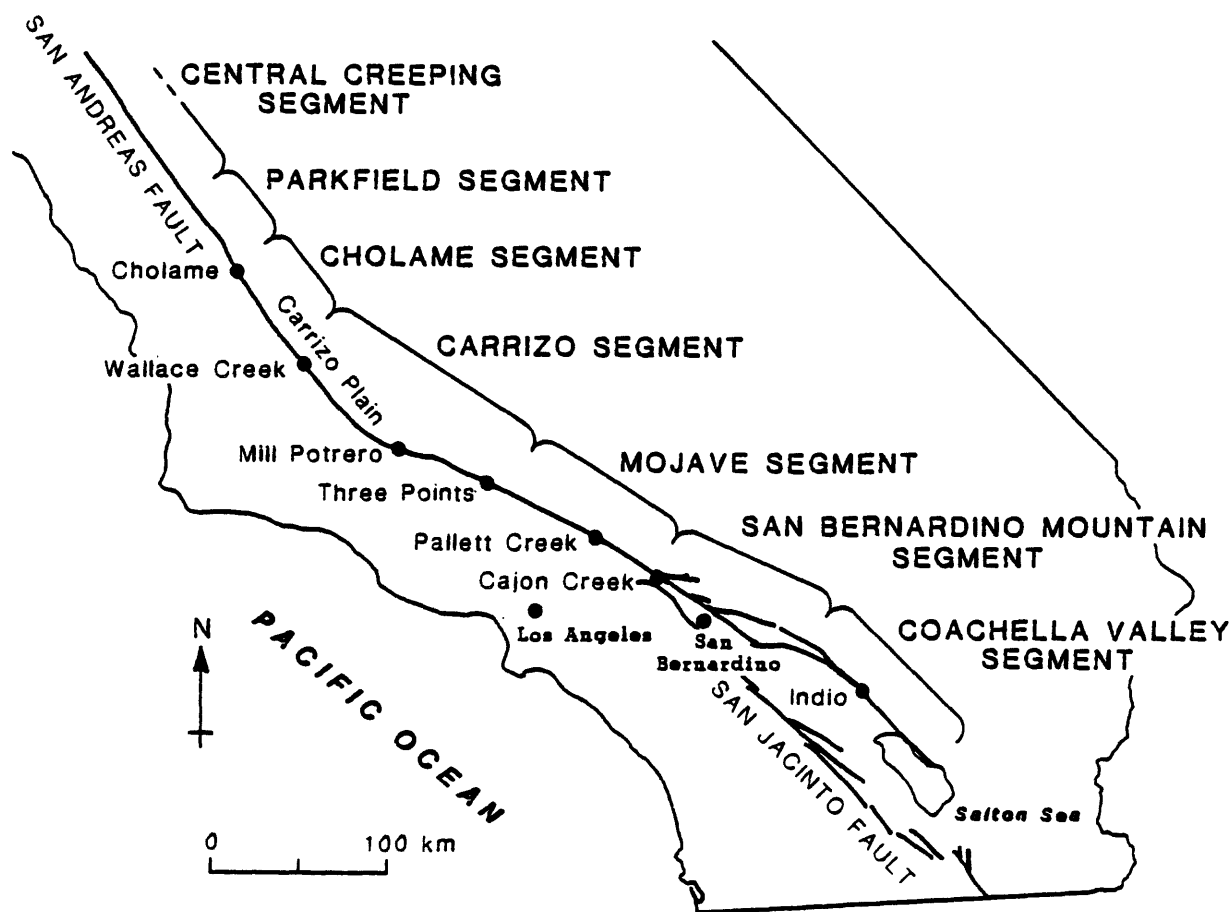 SAN ANDREAS FAULT
CENTRAL CREEPING
SEGMENT
PARKFIELD SEGMENT
CHOLAME SEGMENT
Cholame
Carrizo Plain
CARRIZO SEGMENT
Wallace Creek
Mill Potrero
MOJAVE SEGMENT
Three Points
SAN BERNARDINO MOUNTAIN
SEGMENT
Pallett Creek
Cajon Creek
Los Angeles
San
Bernardino
COACHELLA VALLEY
SEGMENT
N
PACIFIC OCEAN
Indio
SAN JACINTO FAULT
Salton Sea
0 100 km